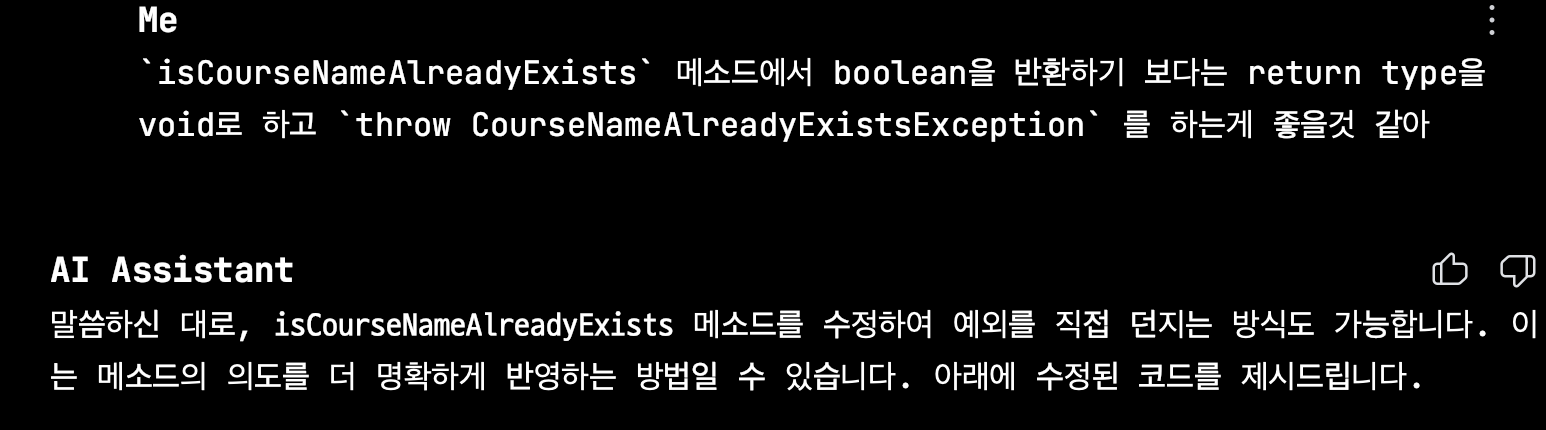 Me
`isCourseNameAlreadyExists` 메소드에서 boolean을 반환하기 보다는 return type을
void로 하고 `throw CourseNameAlreadyExistsException` 를 하는게 좋을것 같아
AI Assistant
말씀하신 대로, isCourseNameAlreadyExists 메소드를 수정하여 예외를 직접 던지는 방식도 가능합니다. 이
는 메소드의 의도를 더 명확하게 반영하는 방법일 수 있습니다. 아래에 수정된 코드를 제시드립니다.